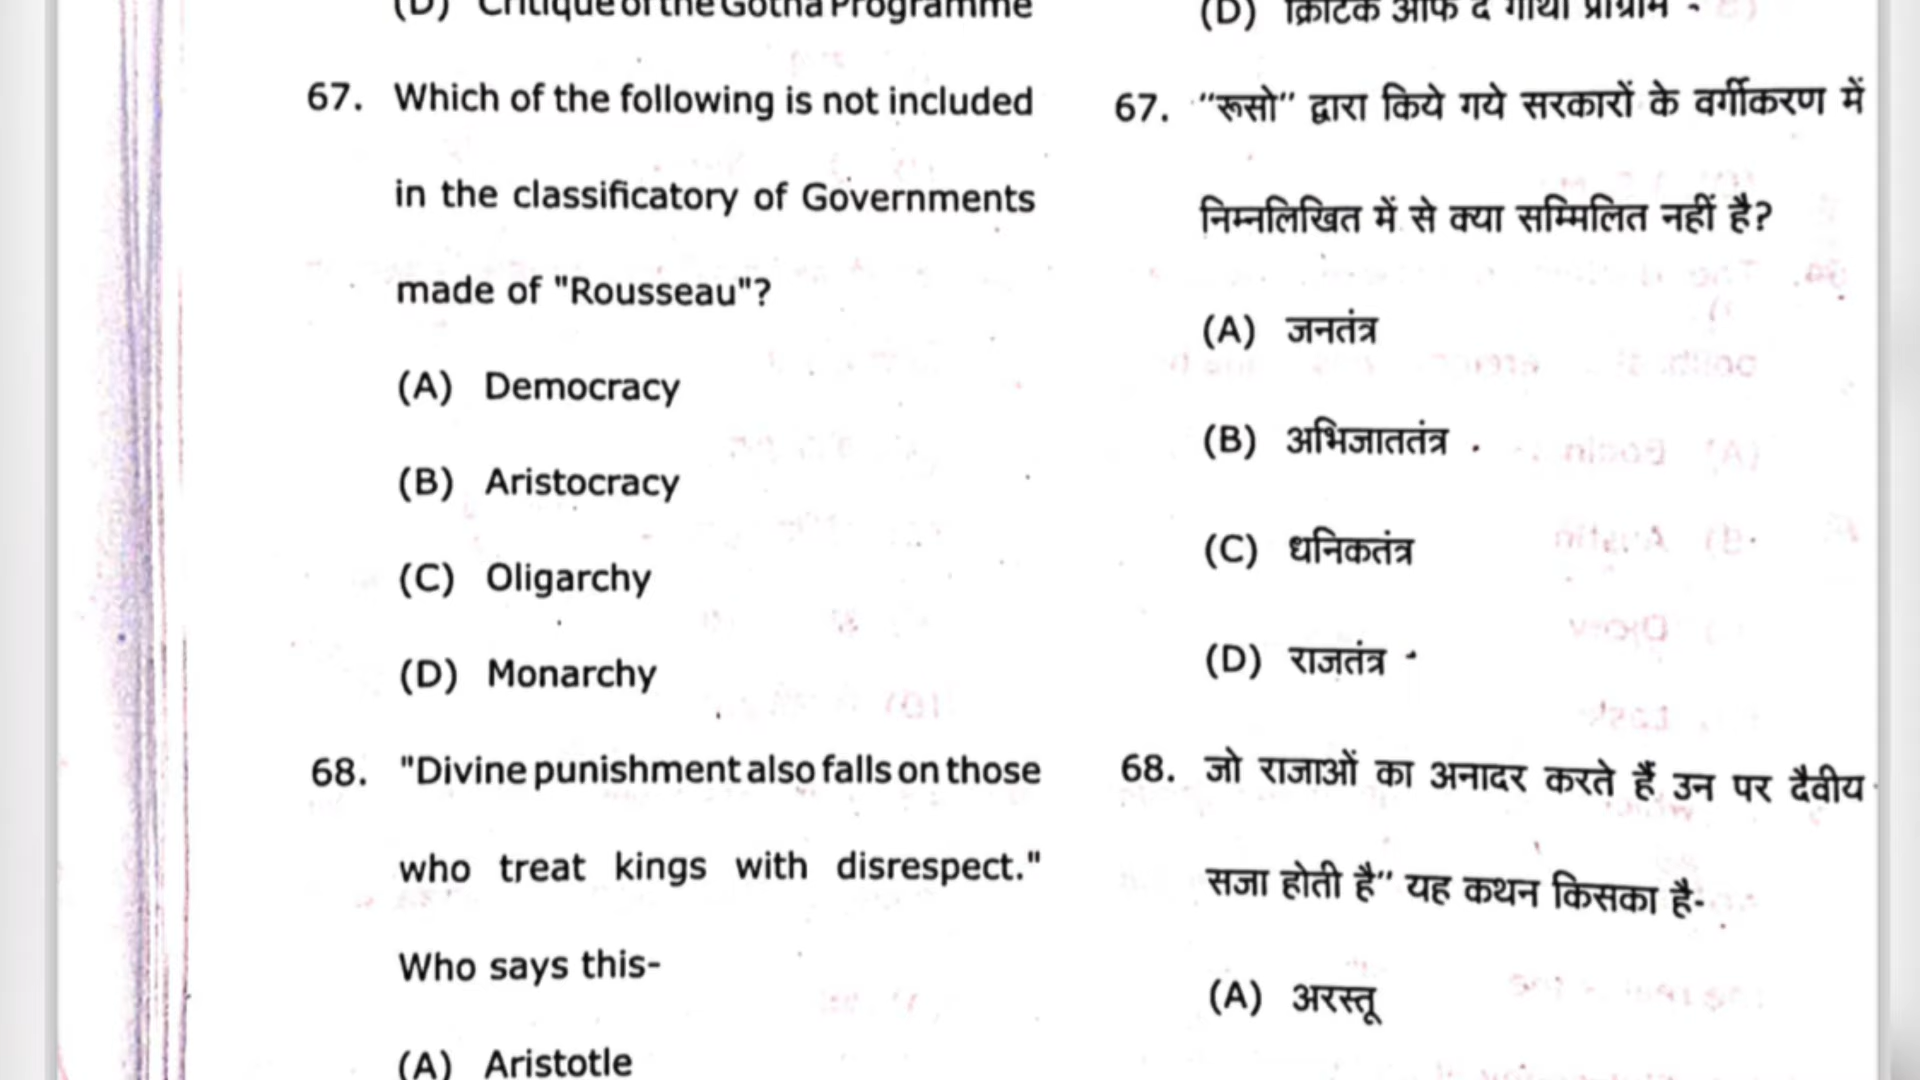 (D) Critique of the Gotha Programme
67. Which of the following is not included
in the classificatory of Governments
made of "Rousseau"?
(A) Democracy
(B) Aristocracy
(C) Oligarchy
(D) Monarchy
68. "Divine punishment also falls on those
who treat kings with disrespect."
Who says this-
(A) Aristotle
(D) क्रिटिक ऑफ द गोथा प्रोग्राम
67. "रूसो" द्वारा किये गये सरकारों के वर्गीकरण में
निम्नलिखित में से क्या सम्मिलित नहीं है?
(A) जनतंत्र
(B) अभिजाततंत्र
(C) धनिकतंत्र
(D) राजतंत्र
68. जो राजाओं का अनादर करते हैं उन पर दैवीय
सजा होती है" यह कथन किसका है-
(A) अरस्तू